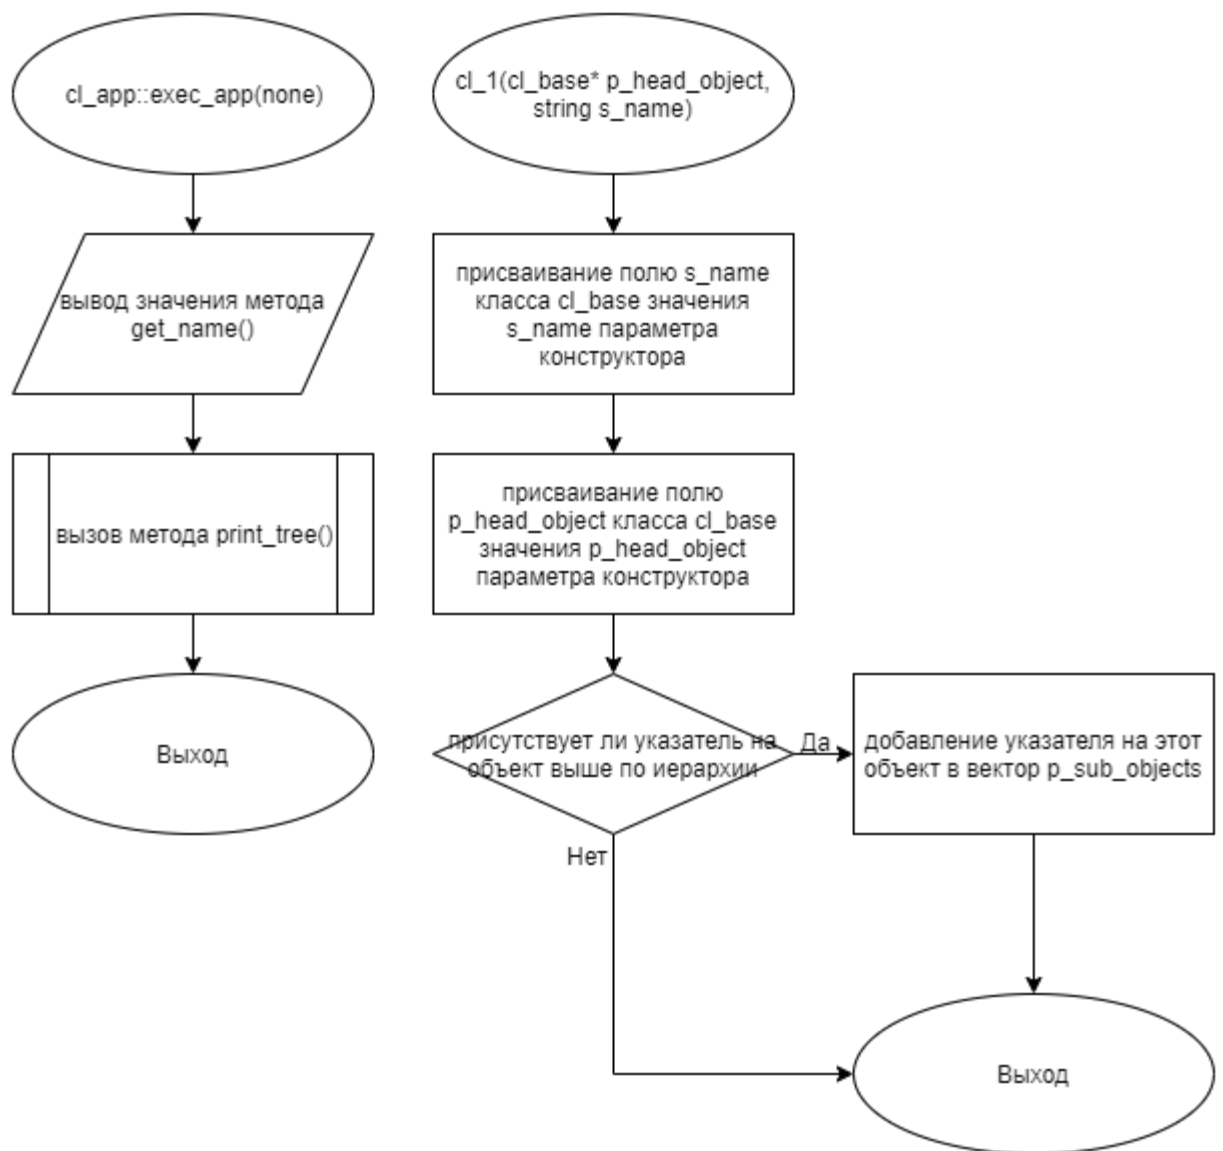 cl_app::exec_app(none)
вывод значения метода
get_name()
вызов метода print_tree()
Выход
cl_1(cl_base* p_head_object,
string s_name)
присваивание полю s_name
класса cl_base значения
s_name параметра
конструктора
присваивание полю
p_head_object класса cl_base
значения p_head_object
параметра конструктора
присутствует ли указатель на
объект выше по иерархии
Да
добавление указателя на этот
объект в вектор p_sub_objects
Нет
Выход